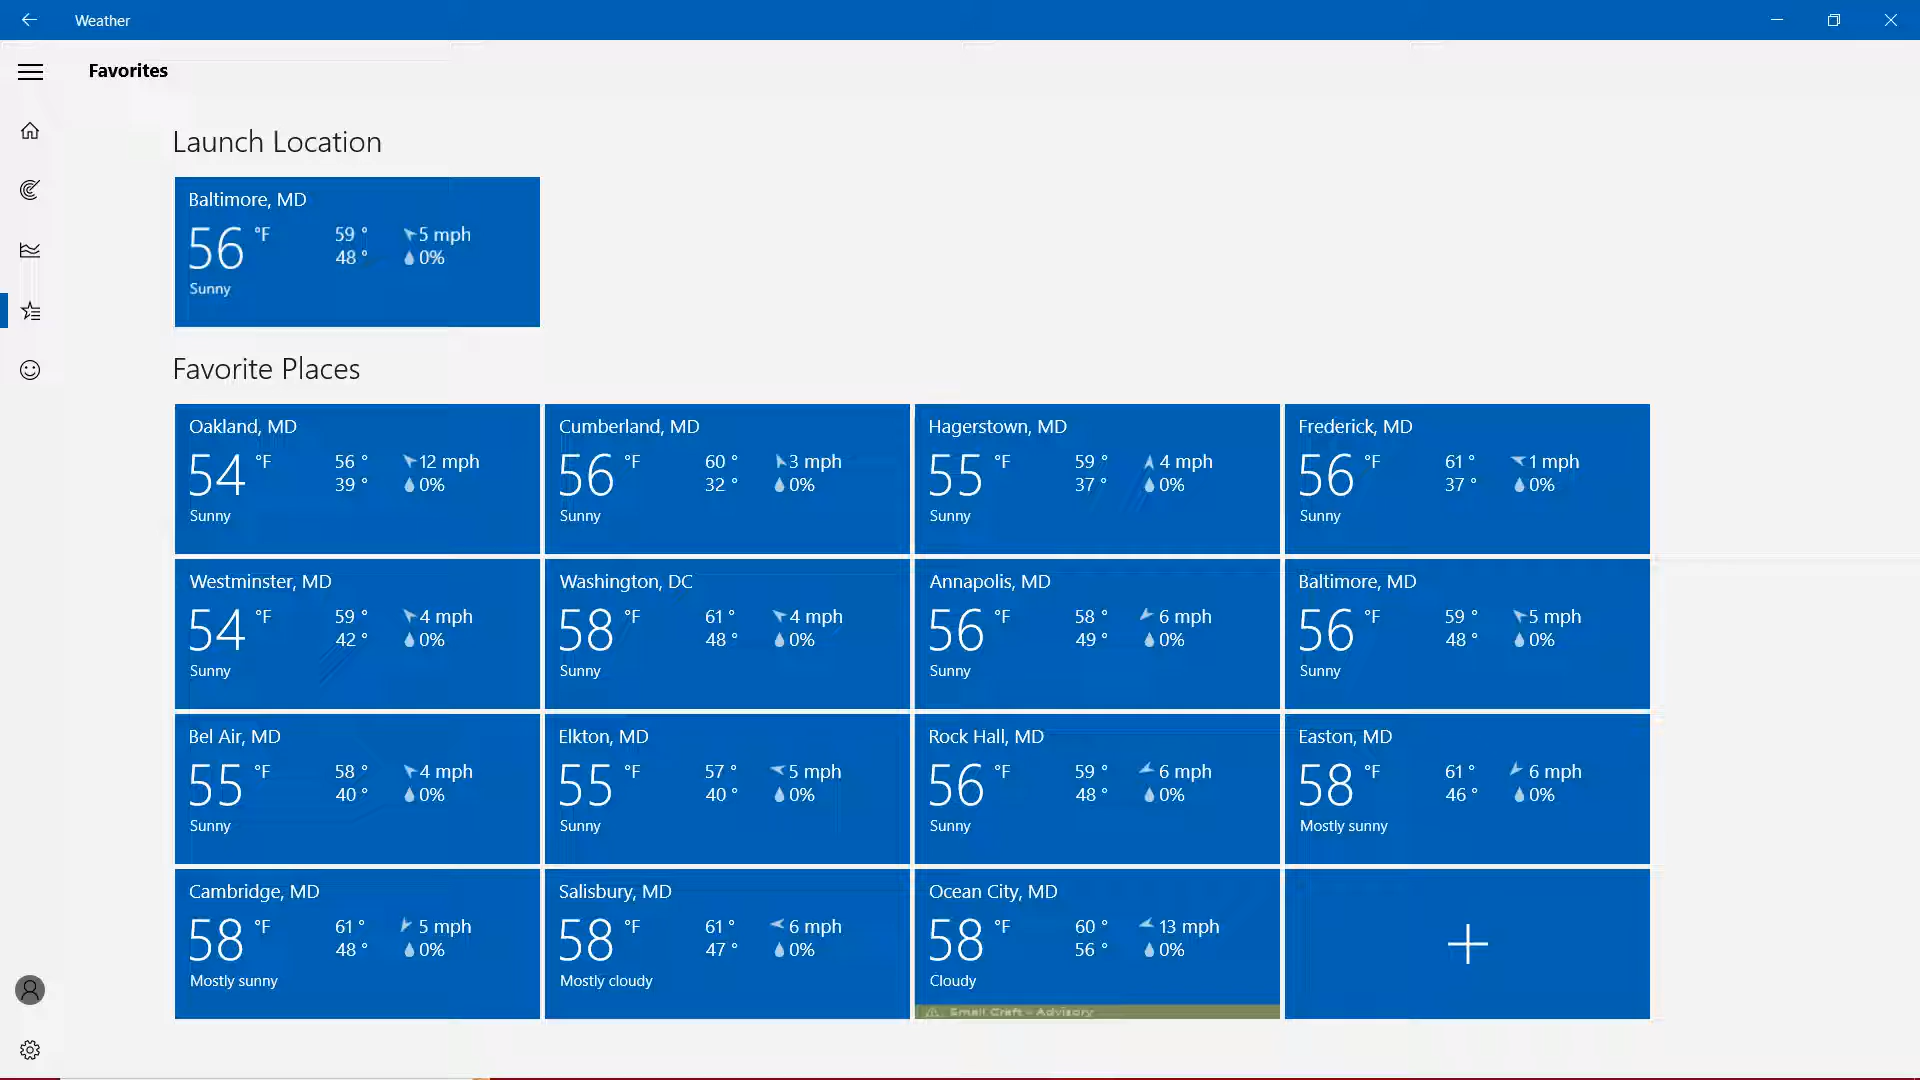 Weather
Favorites
Launch Location
Baltimore, MD
56 °F 59 ° 5 mph
48 ° 0%
Sunny
Favorite Places
Oakland, MD
54 °F 56 ° 12 mph
39 ° 0%
Sunny
Cumberland, MD
56 °F 60 ° 3 mph
32 ° 0%
Sunny
Hagerstown, MD
55 °F 59 ° 4 mph
37 ° 0%
Sunny
Frederick, MD
56 °F 61 ° 1 mph
37 ° 0%
Sunny
Westminster, MD
54 °F 59 ° 4 mph
42 ° 0%
Sunny
Washington, DC
58 °F 61 ° 4 mph
48 ° 0%
Sunny
Annapolis, MD
56 °F 58 ° 6 mph
49 ° 0%
Sunny
Baltimore, MD
56 °F 59 ° 5 mph
48 ° 0%
Sunny
Bel Air, MD
55 °F 58 ° 4 mph
40 ° 0%
Sunny
Elkton, MD
55 °F 57 ° 5 mph
40 ° 0%
Sunny
Rock Hall, MD
56 °F 59 ° 6 mph
48 ° 0%
Sunny
Easton, MD
58 °F 61 ° 6 mph
46 ° 0%
Mostly sunny
Cambridge, MD
58 °F 61 ° 5 mph
48 ° 0%
Mostly sunny
Salisbury, MD
58 °F 61 ° 6 mph
47 ° 0%
Mostly cloudy
Ocean City, MD
58 °F 60 ° 13 mph
56 ° 0%
Cloudy
Small Craft - Advisory